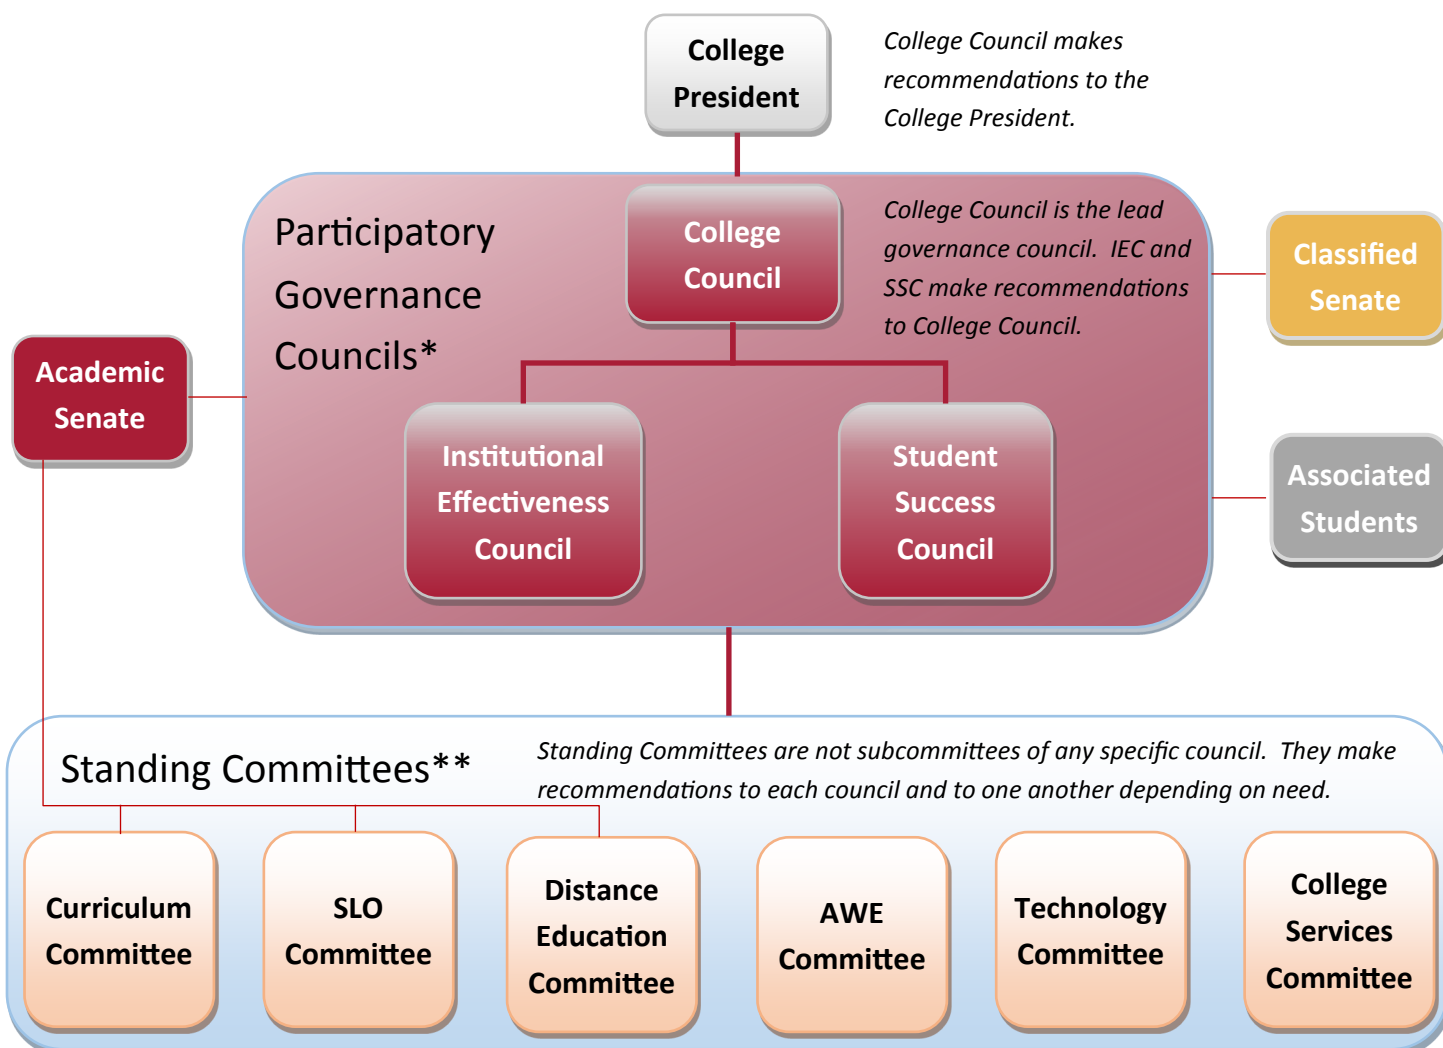 College
President
College Council makes
recommendations to the
College President.
Participatory
Governance
Councils*
College
Council
College Council is the lead
governance council.  IEC and
SSC make recommendations
to College Council.
Classified
Senate
Academic
Senate
Institutional
Effectiveness
Council
Student
Success
Council
Associated
Students
Standing Committees**
Standing Committees are not subcommittees of any specific council.  They make
recommendations to each council and to one another depending on need.
Curriculum
Committee
SLO
Committee
Distance
Education
Committee
AWE
Committee
Technology
Committee
College
Services
Committee